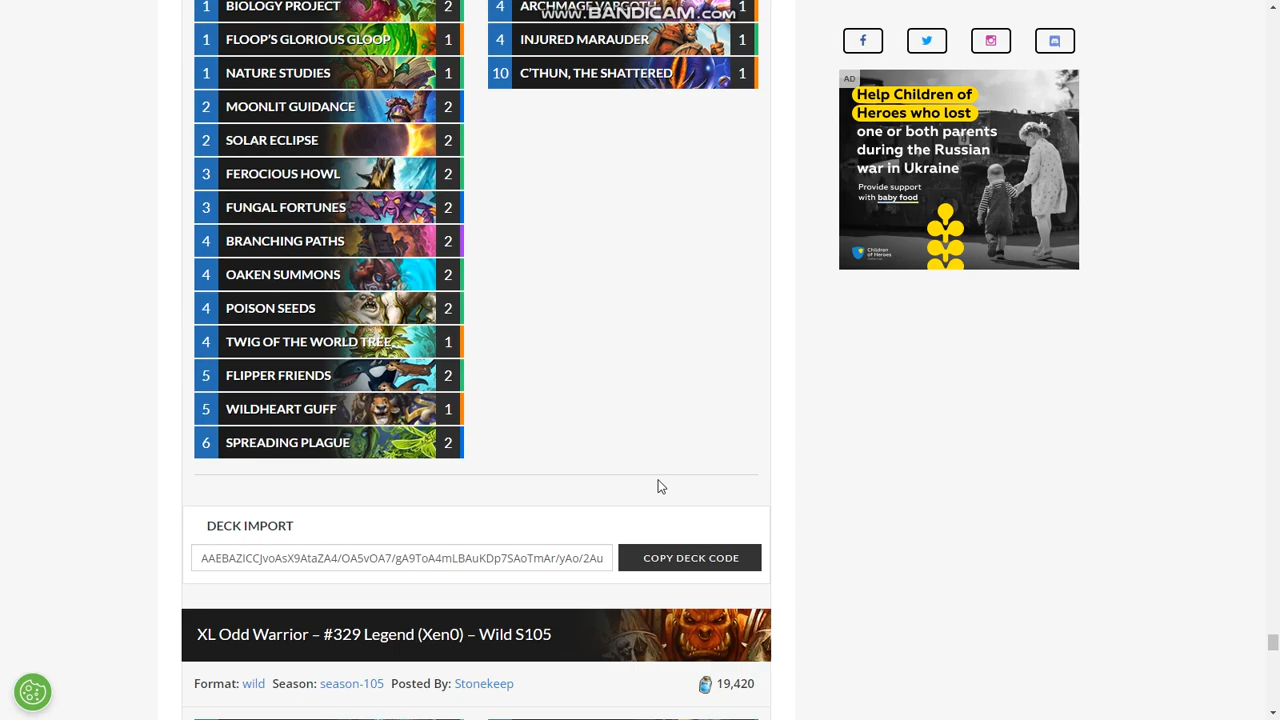 1 BIOLOGY PROJECT 2
1 FLOOP'S GLORIOUS GLOOP 1
1 NATURE STUDIES 1
2 MOONLIT GUIDANCE 2
2 SOLAR ECLIPSE 2
3 FEROCIOUS HOWL 2
3 FUNGAL FORTUNES 2
4 BRANCHING PATHS 2
4 OAKEN SUMMONS 2
4 POISON SEEDS 2
4 TWIG OF THE WORLD TREE 1
5 FLIPPER FRIENDS 2
5 WILDHEART GUFF 1
6 SPREADING PLAGUE 2
4 ARCHMAGE VARGOTH 1
WWW.BANDICAM.COM
4 INJURED MARAUDER 1
10 C'THUN, THE SHATTERED 1
DECK IMPORT
AAEBAZICCJvoAsX9AtaZA4/OA5vOA7/gA9ToA4mLBAuKDp7SAoTmAr/yAo/2Au
COPY DECK CODE
XL Odd Warrior – #329 Legend (Xen0) – Wild S105
Format: wild Season: season-105 Posted By: Stonekeep 19,420
AD
Help Children of
Heroes who lost
one or both parents
during the Russian
war in Ukraine
Provide support
with baby food
Children
of Heroes